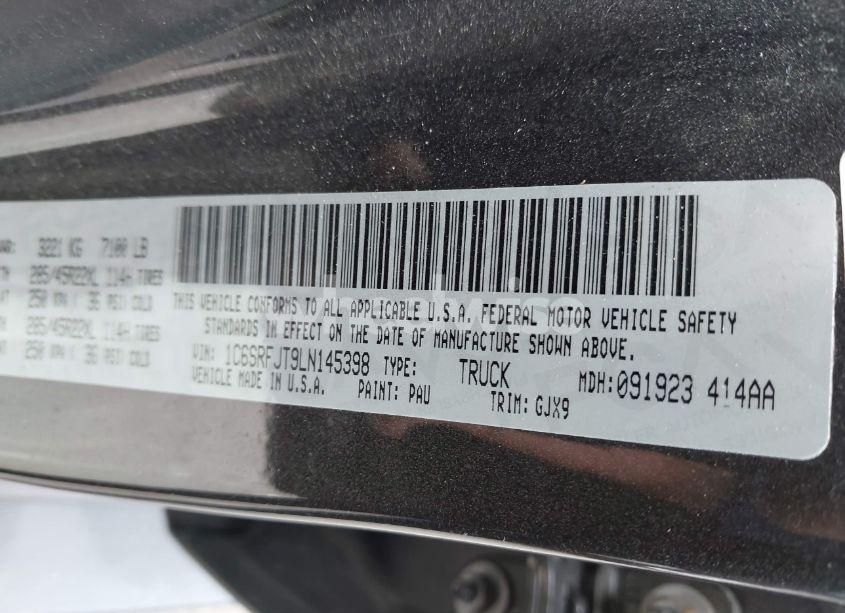 3221 KG 7100 LB
285/45R22XL 114H TIRES
250 KPA / 36 PSI COLD
285/45R22XL 114H TIRES
250 KPA / 36 PSI COLD
THIS VEHICLE CONFORMS TO ALL APPLICABLE U.S.A. FEDERAL MOTOR VEHICLE SAFETY
STANDARDS IN EFFECT ON THE DATE OF MANUFACTURE SHOWN ABOVE.
VIN: 1C6SRFJT9LN145398 TYPE: TRUCK MDH: 091923 414AA
VEHICLE MADE IN U.S.A. PAINT: PAU TRIM: GJX9